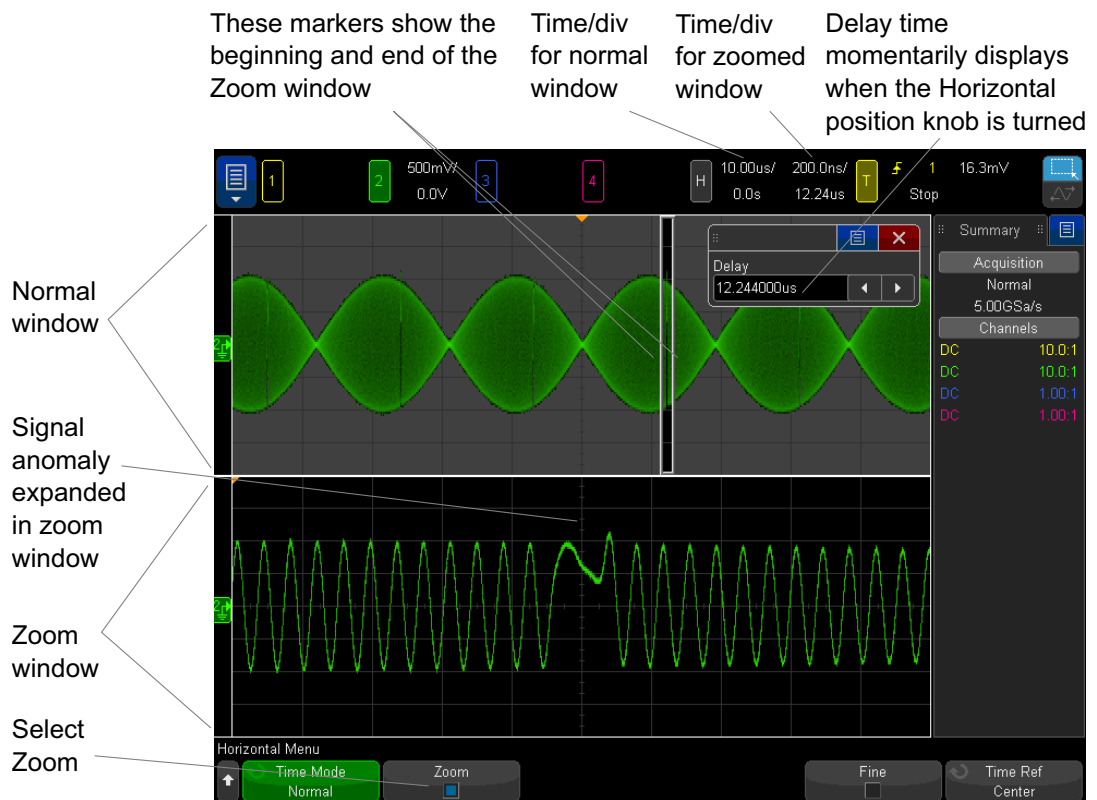 These markers show the
beginning and end of the
Zoom window
Time/div
for normal
window
Time/div
for zoomed
window
Delay time
momentarily displays
when the Horizontal
position knob is turned
1
2
500mV/
0.0V
3
4
H
10.00us/
0.0s
200.0ns/
12.24us
T
1
16.3mV
Stop
Normal
window
Delay
12.244000us
Summary
Acquisition
Normal
5.00GSa/s
Channels
DC 10.0:1
DC 10.0:1
DC 1.00:1
DC 1.00:1
2
Signal
anomaly
expanded
in zoom
window
2
Zoom
window
Select
Zoom
Horizontal Menu
Time Mode
Normal
Zoom
Fine
Time Ref
Center